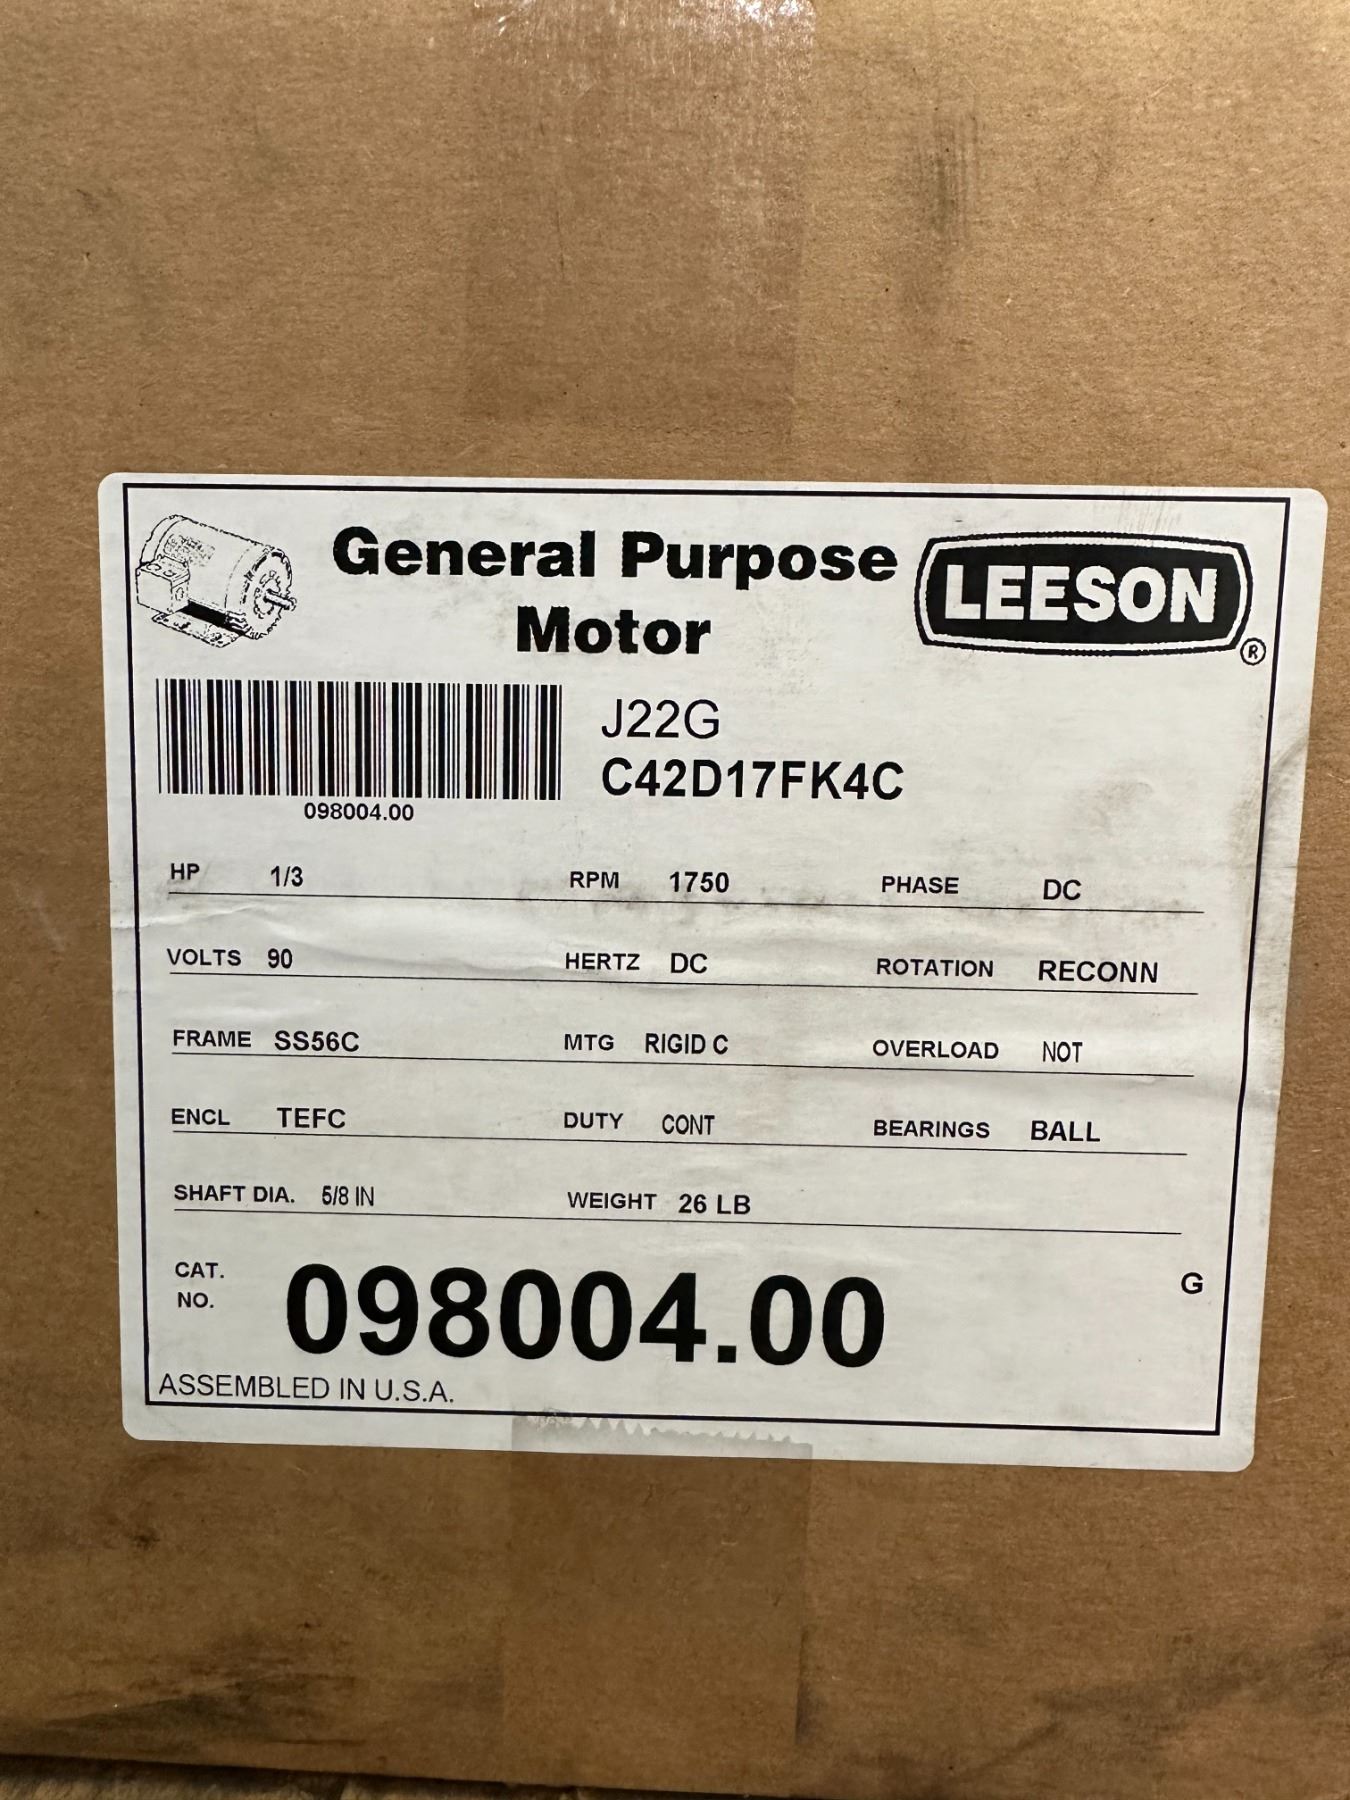 General Purpose
Motor
LEESON
®
J22G
C42D17FK4C
098004.00
HP 1/3 RPM 1750 PHASE DC
VOLTS 90 HERTZ DC ROTATION RECONN
FRAME SS56C MTG RIGID C OVERLOAD NOT
ENCL TEFC DUTY CONT BEARINGS BALL
SHAFT DIA. 5/8 IN WEIGHT 26 LB
CAT.
NO. 098004.00 G
ASSEMBLED IN U.S.A.